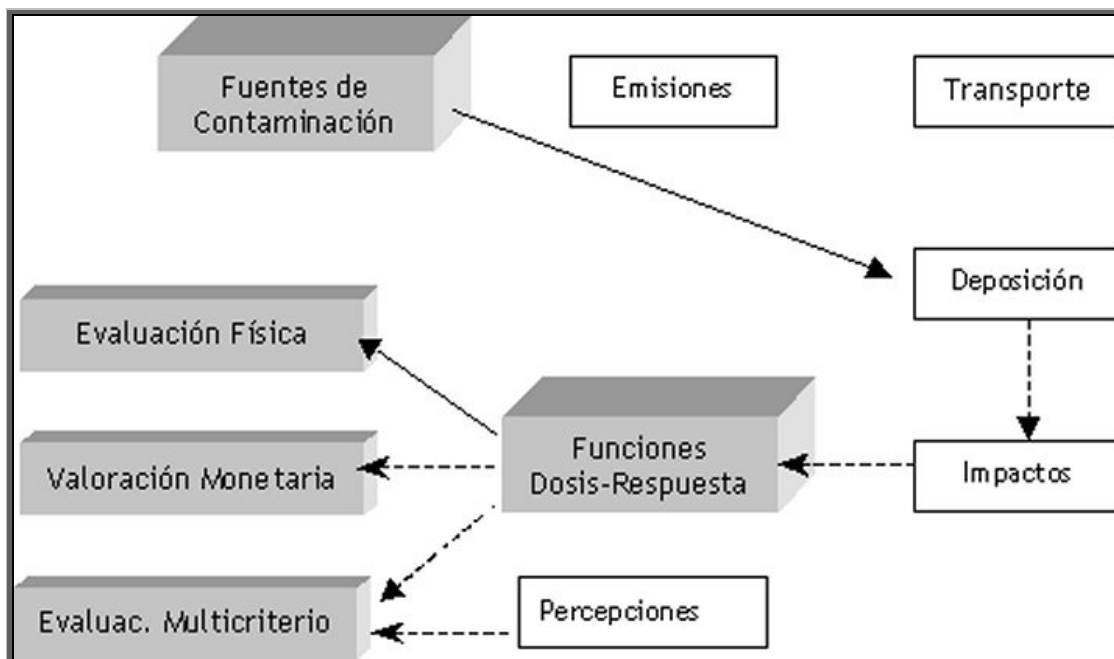 Fuentes de
Contaminación
Emisiones
Transporte
Deposición
Evaluación Física
Funciones
Dosis-Respuesta
Valoración Monetaria
Impactos
Evaluac. Multicriterio
Percepciones